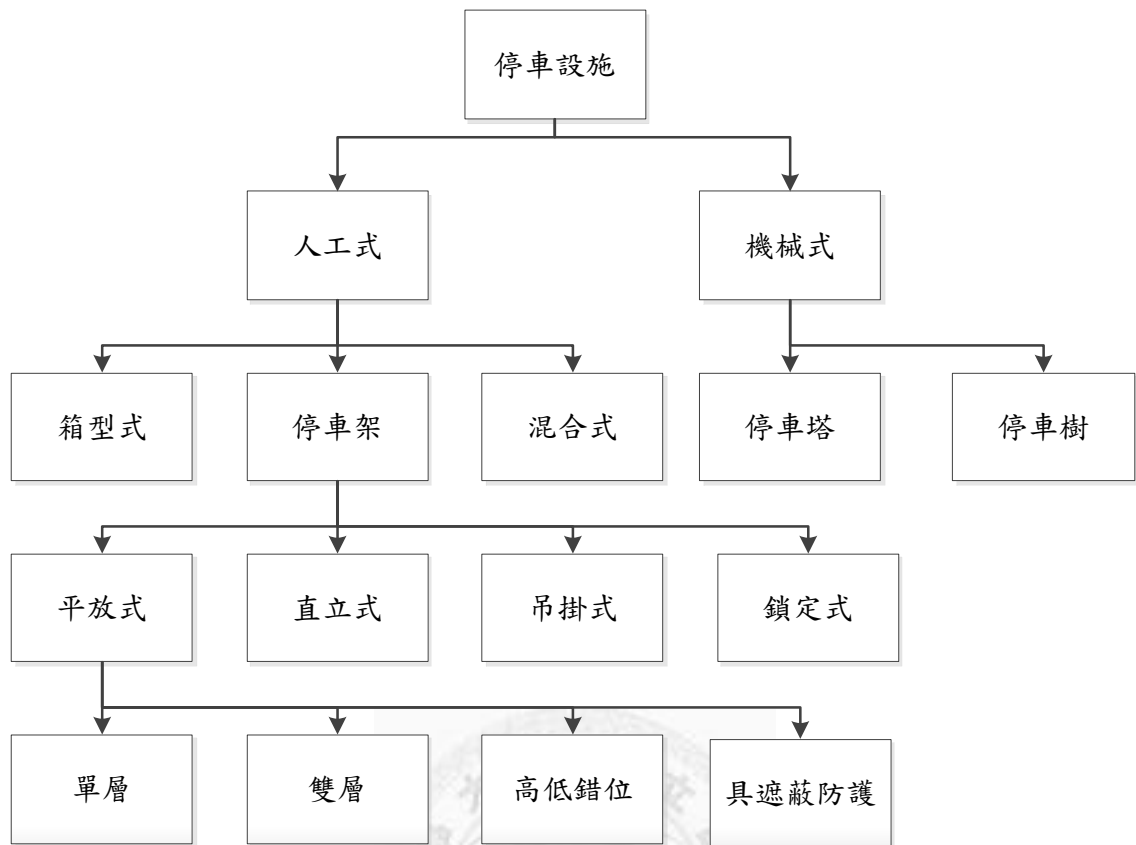 停車設施
人工式
機械式
箱型式
停車架
混合式
停車塔
停車樹
平放式
直立式
吊掛式
鎖定式
單層
雙層
高低錯位
具遮蔽防護